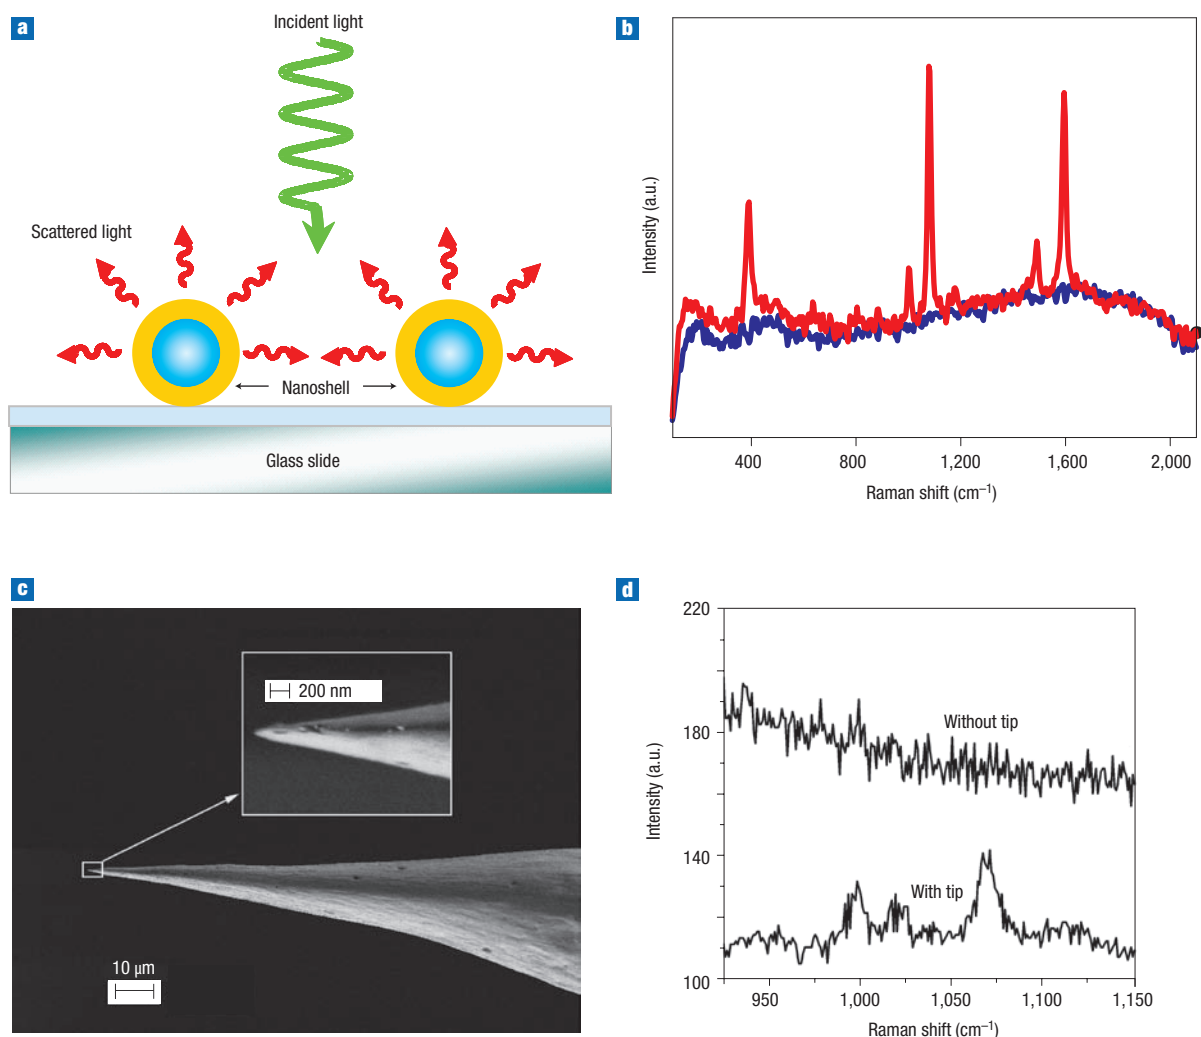 a
Incident light
Scattered light
Nanoshell
Glass slide
b
Intensity (a.u.)
400
800
1,200
1,600
2,000
Raman shift (cm⁻¹)
c
200 nm
10 µm
d
220
180
140
100
Intensity (a.u.)
Without tip
With tip
950
1,000
1,050
1,100
1,150
Raman shift (cm⁻¹)